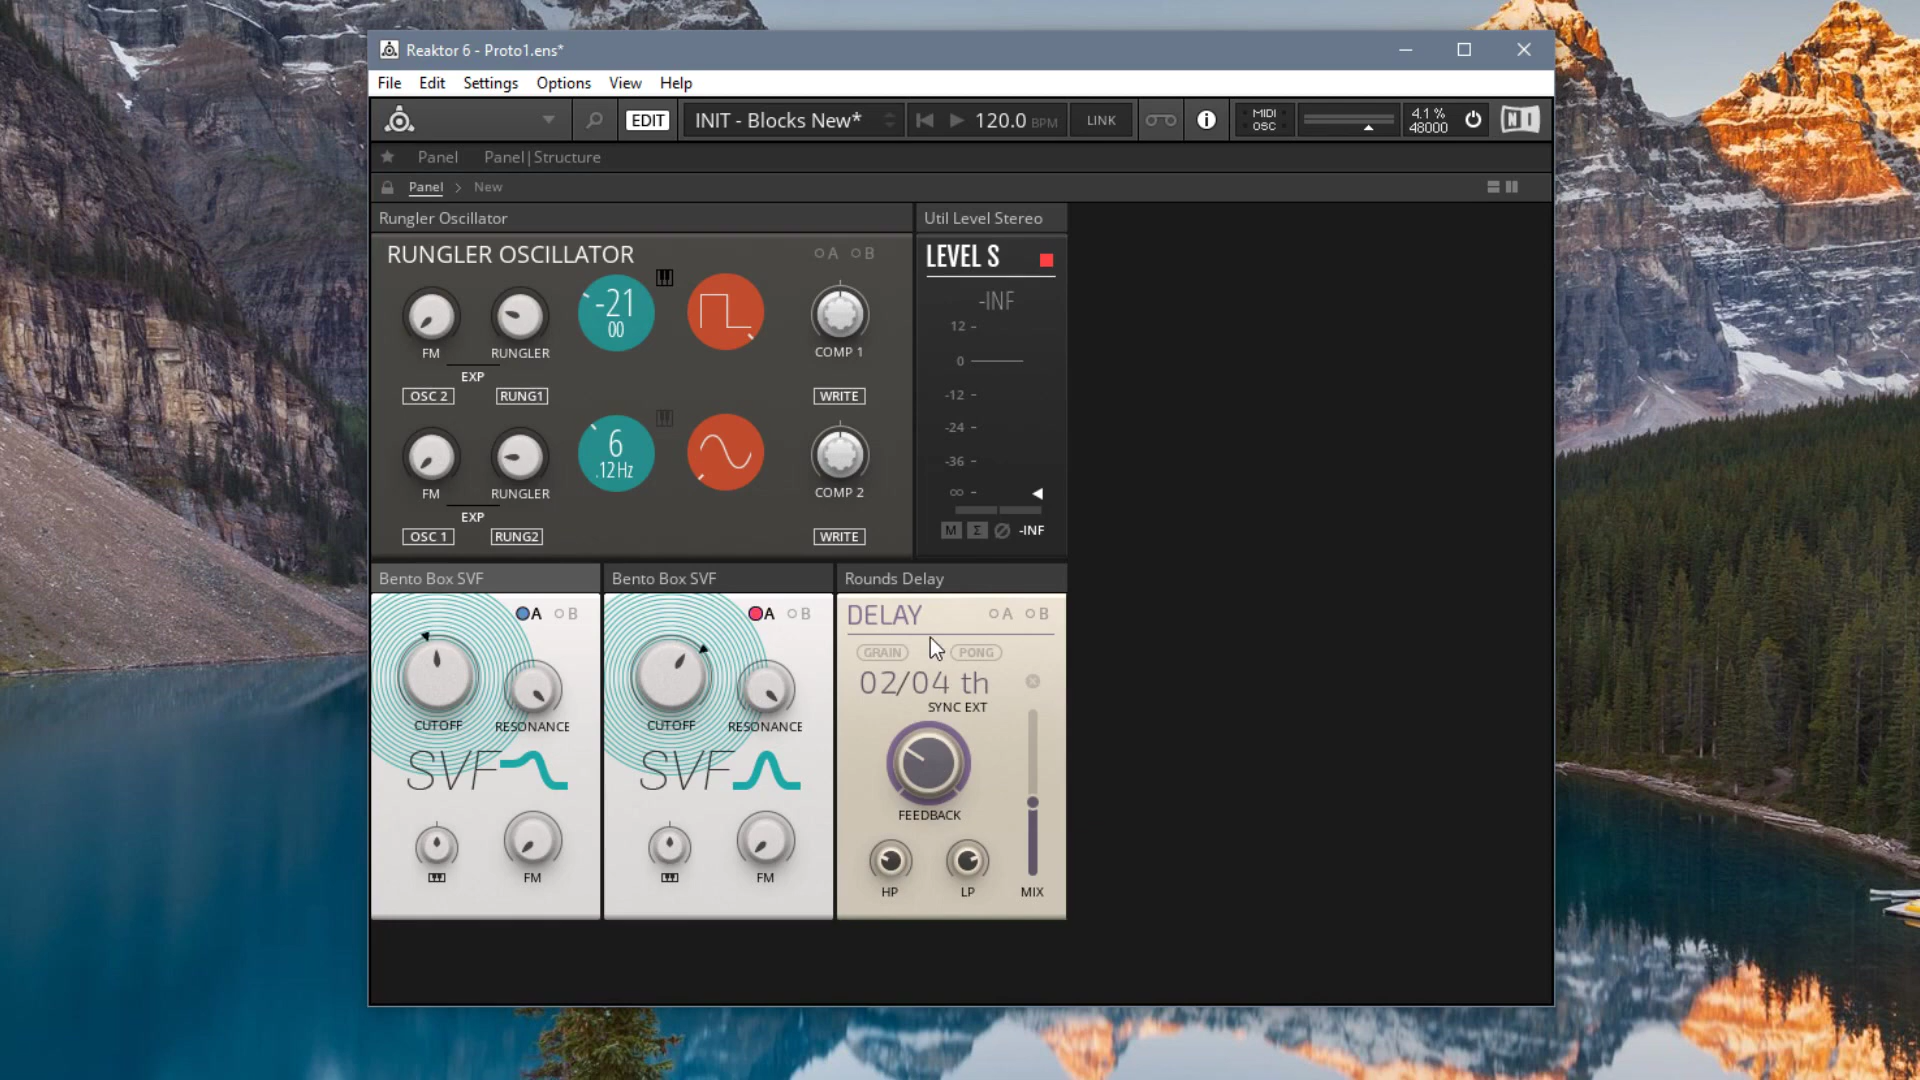 Reaktor 6 - Proto1.ens*
File Edit Settings Options View Help
EDIT INIT - Blocks New* 120.0 BPM LINK i MIDI OSC 4.1 % 48000 NI
Panel Panel|Structure
Panel > New
Rungler Oscillator
RUNGLER OSCILLATOR A B
-21
00
FM RUNGLER COMP 1
EXP
OSC 2 RUNG1 WRITE
6
.12Hz
FM RUNGLER COMP 2
EXP
OSC 1 RUNG2 WRITE
Util Level Stereo
LEVEL S
-INF
12 -
0
-12 -
-24 -
-36 -
∞ -
M Σ Ø -INF
Bento Box SVF
A B
CUTOFF RESONANCE
SVF
FM
Bento Box SVF
A B
CUTOFF RESONANCE
SVF
FM
Rounds Delay
DELAY A B
GRAIN PONG
02/04 th
SYNC EXT
FEEDBACK
HP LP MIX